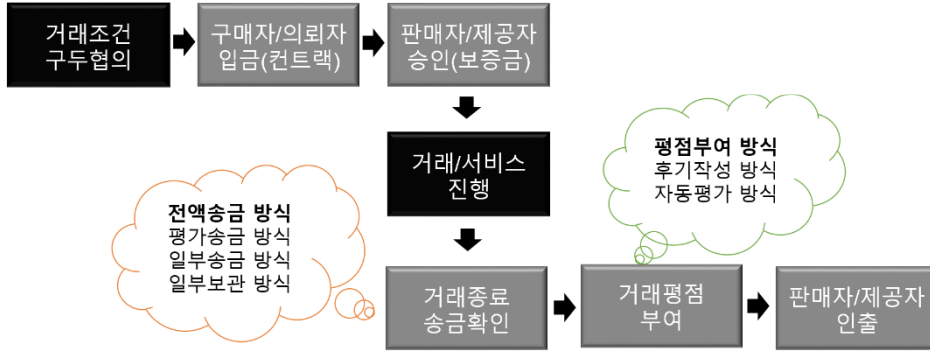 거래조건
구두협의
구매자/의뢰자
입금(컨트랙)
판매자/제공자
승인(보증금)
거래/서비스
진행
평점부여 방식
후기작성 방식
자동평가 방식
전액송금 방식
평가송금 방식
일부송금 방식
일부보관 방식
거래종료
송금확인
거래평점
부여
판매자/제공자
인출